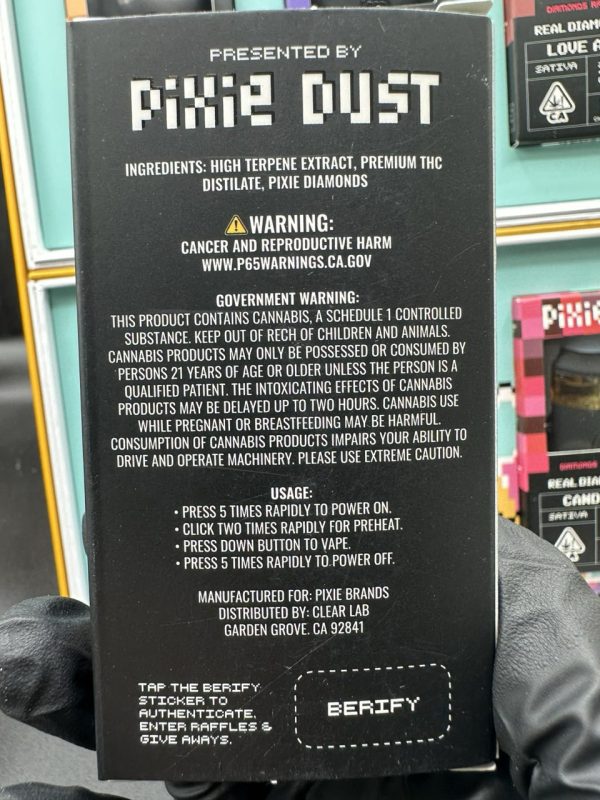 PRESENTED BY
PiXie DUST
INGREDIENTS: HIGH TERPENE EXTRACT, PREMIUM THC
DISTILATE, PIXIE DIAMONDS
WARNING:
CANCER AND REPRODUCTIVE HARM
WWW.P65WARNINGS.CA.GOV
GOVERNMENT WARNING:
THIS PRODUCT CONTAINS CANNABIS, A SCHEDULE 1 CONTROLLED
SUBSTANCE. KEEP OUT OF RECH OF CHILDREN AND ANIMALS.
CANNABIS PRODUCTS MAY ONLY BE POSSESSED OR CONSUMED BY
PERSONS 21 YEARS OF AGE OR OLDER UNLESS THE PERSON IS A
QUALIFIED PATIENT. THE INTOXICATING EFFECTS OF CANNABIS
PRODUCTS MAY BE DELAYED UP TO TWO HOURS. CANNABIS USE
WHILE PREGNANT OR BREASTFEEDING MAY BE HARMFUL.
CONSUMPTION OF CANNABIS PRODUCTS IMPAIRS YOUR ABILITY TO
DRIVE AND OPERATE MACHINERY. PLEASE USE EXTREME CAUTION.
USAGE:
• PRESS 5 TIMES RAPIDLY TO POWER ON.
• CLICK TWO TIMES RAPIDLY FOR PREHEAT.
• PRESS DOWN BUTTON TO VAPE.
• PRESS 5 TIMES RAPIDLY TO POWER OFF.
MANUFACTURED FOR: PIXIE BRANDS
DISTRIBUTED BY: CLEAR LAB
GARDEN GROVE. CA 92841
TAP THE BERIFY
STICKER TO
AUTHENTICATE.
ENTER RAFFLES &
GIVE AWAYS.
BERIFY
DIAMONDS
REAL
LOVE
SATIVA
DIAMONDS
REAL
SATIVA